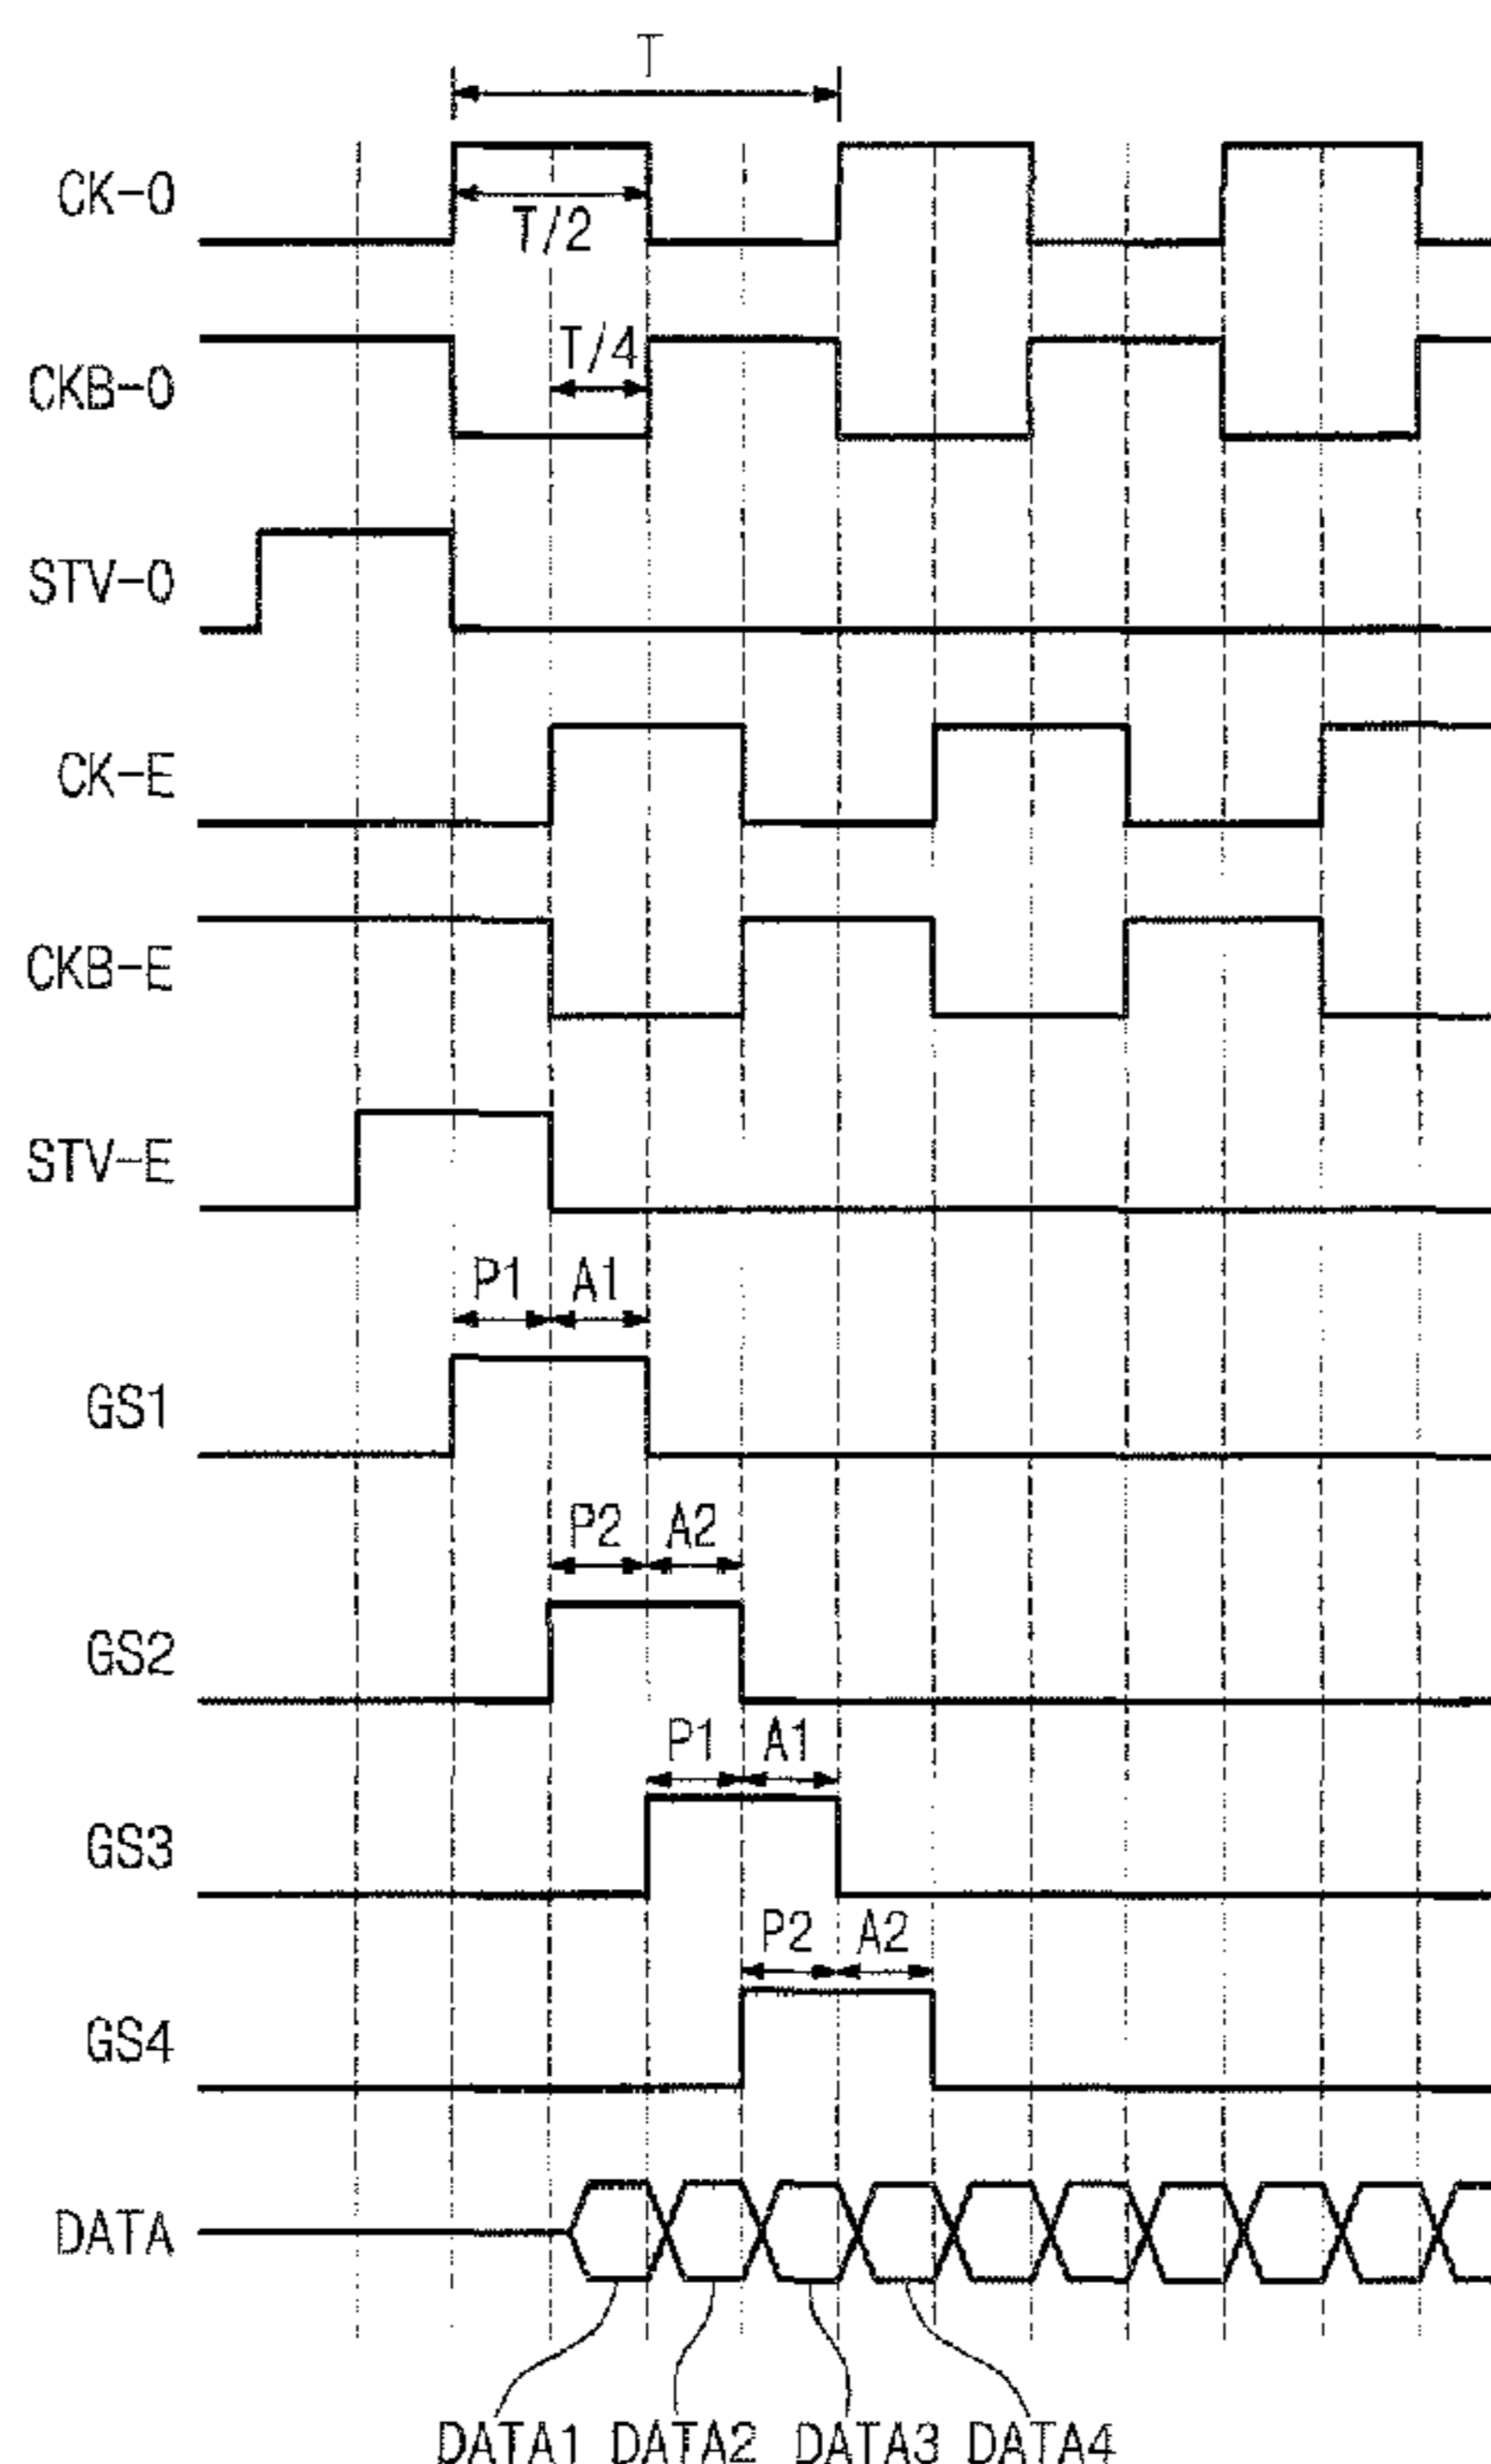 T
CK-O
T/2
T/4
CKB-O
STV-O
CK-E
CKB-E
STV-E
P1 A1
GS1
P2 A2
GS2
P1 A1
GS3
P2 A2
GS4
DATA
DATA1 DATA2 DATA3 DATA4